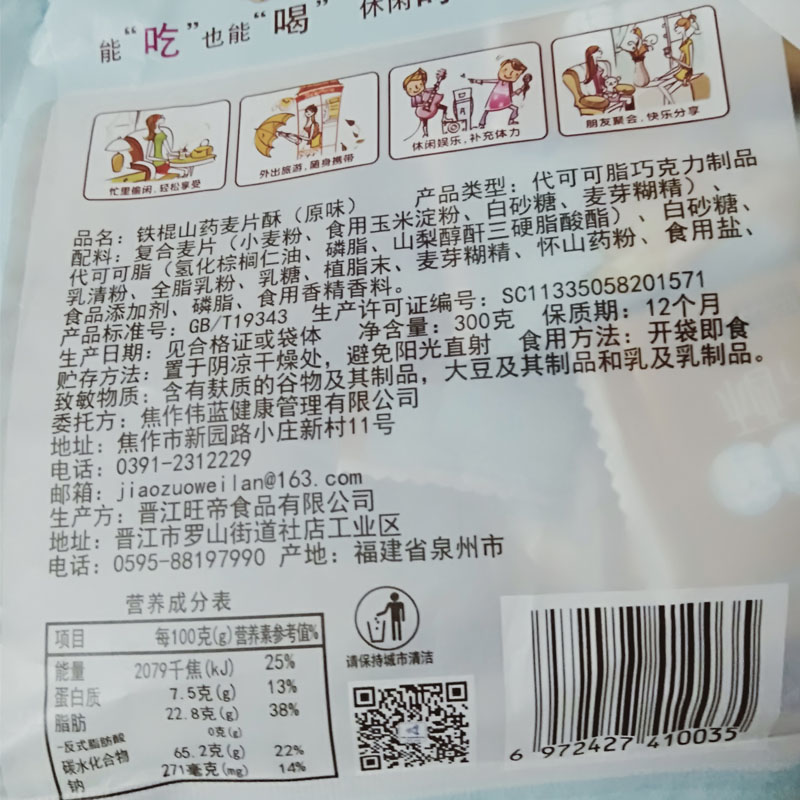 能“吃”也能“喝” 休闲时
忙里偷闲，轻松享受
外出旅游，随身携带
休闲娱乐，补充体力
朋友聚会，快乐分享
品名：铁棍山药麦片酥（原味） 产品类型：代可可脂巧克力制品
配料：复合麦片（小麦粉、食用玉米淀粉、白砂糖、麦芽糊精）、
代可可脂（氢化棕榈仁油、磷脂、山梨醇酐三硬脂酸酯）、白砂糖、
乳清粉、全脂乳粉、乳糖、植脂末、麦芽糊精、怀山药粉、食用盐、
食品添加剂、磷脂、食用香精香料。
产品标准号：GB/T19343 生产许可证编号：SC11335058201571
生产日期：见合格证或袋体 净含量：300克 保质期：12个月
贮存方法：置于阴凉干燥处，避免阳光直射 食用方法：开袋即食
致敏物质：含有麸质的谷物及其制品，大豆及其制品和乳及乳制品。
委托方：焦作伟蓝健康管理有限公司
地址：焦作市新园路小庄新村11号
电话：0391-2312229
邮箱：jiaozuoweilan@163.com
生产方：晋江旺帝食品有限公司
地址：晋江市罗山街道社店工业区
电话：0595-88197990 产地：福建省泉州市
营养成分表
项目 每100克(g) 营养素参考值%
能量 2079千焦(kJ) 25%
蛋白质 7.5克(g) 13%
脂肪 22.8克(g) 38%
-反式脂肪酸 0克(g)
碳水化合物 65.2克(g) 22%
钠 271毫克(mg) 14%
请保持城市清洁
6 972427 410035